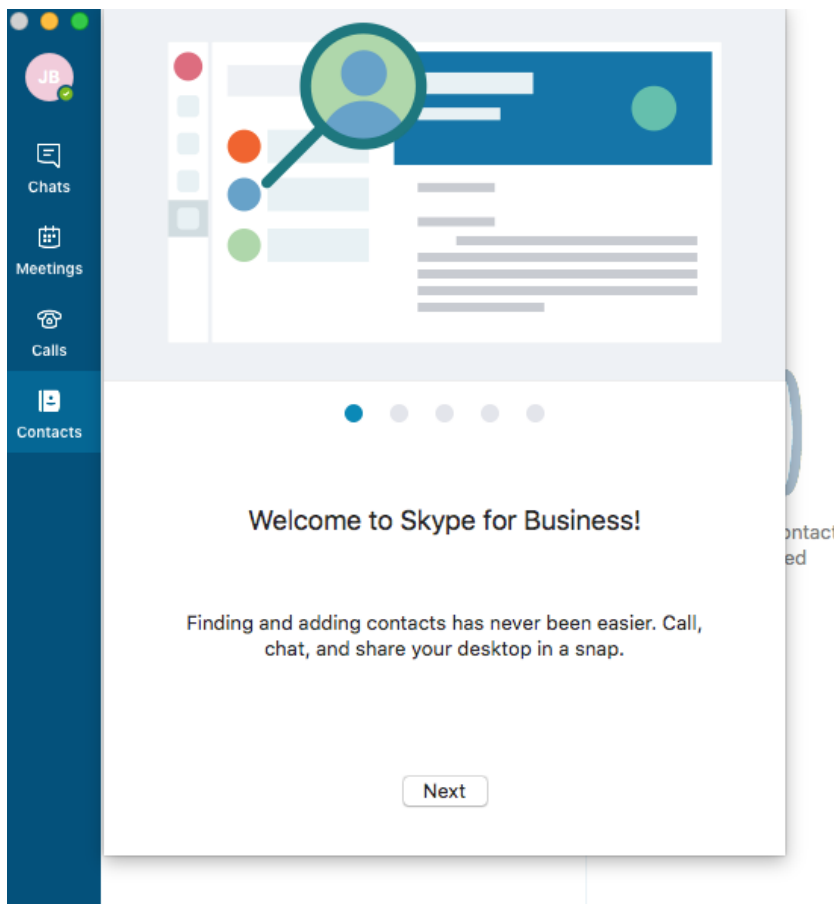 JB
Chats
Meetings
Calls
Contacts
Welcome to Skype for Business!
Finding and adding contacts has never been easier. Call,
chat, and share your desktop in a snap.
Next